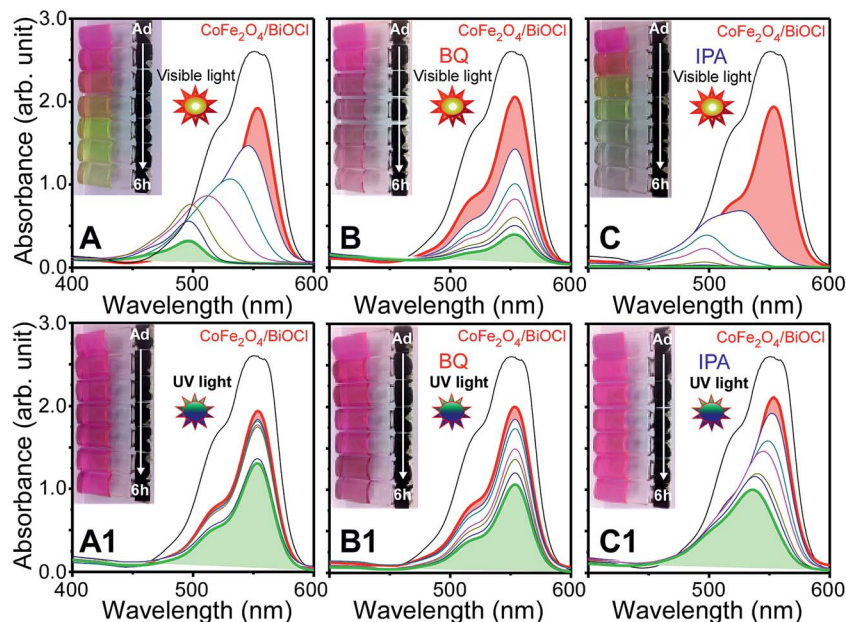 3.0
2.0
1.0
0.0
Absorbance (arb. unit)
Ad
6h
CoFe₂O₄/BiOCl
Visible light
A
400 500 600
Wavelength (nm)
Ad
6h
CoFe₂O₄/BiOCl
BQ
Visible light
B
500 600
Wavelength (nm)
Ad
6h
CoFe₂O₄/BiOCl
IPA
Visible light
C
500 600
Wavelength (nm)
3.0
2.0
1.0
0.0
Absorbance (arb. unit)
Ad
6h
CoFe₂O₄/BiOCl
UV light
A1
400 500 600
Wavelength (nm)
Ad
6h
CoFe₂O₄/BiOCl
BQ
UV light
B1
500 600
Wavelength (nm)
Ad
6h
CoFe₂O₄/BiOCl
IPA
UV light
C1
500 600
Wavelength (nm)